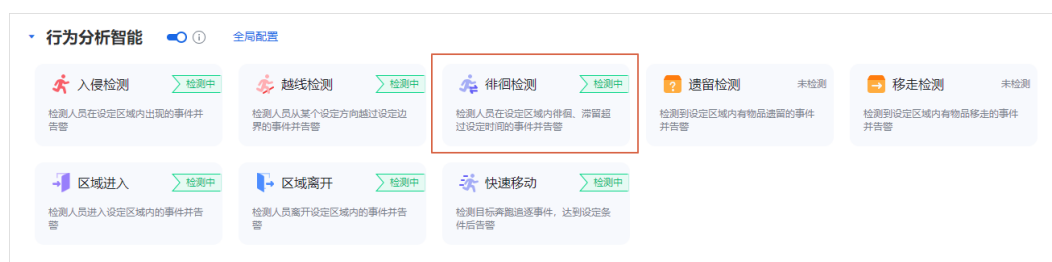 行为分析智能 全局配置
入侵检测 检测中
检测人员在设定区域内出现的事件并
告警
越线检测 检测中
检测人员从某个设定方向越过设定边
界的事件并告警
徘徊检测 检测中
检测人员在设定区域内徘徊，滞留超
过设定时间的事件并告警
遗留检测 未检测
检测到设定区域内有物品遗留的事件
并告警
移走检测 未检测
检测到设定区域内有物品移走的事件
并告警
区域进入 检测中
检测人员进入设定区域内的事件并告
警
区域离开 检测中
检测人员离开设定区域内的事件并告
警
快速移动 检测中
检测目标奔跑追逐事件，达到设定条
件后告警